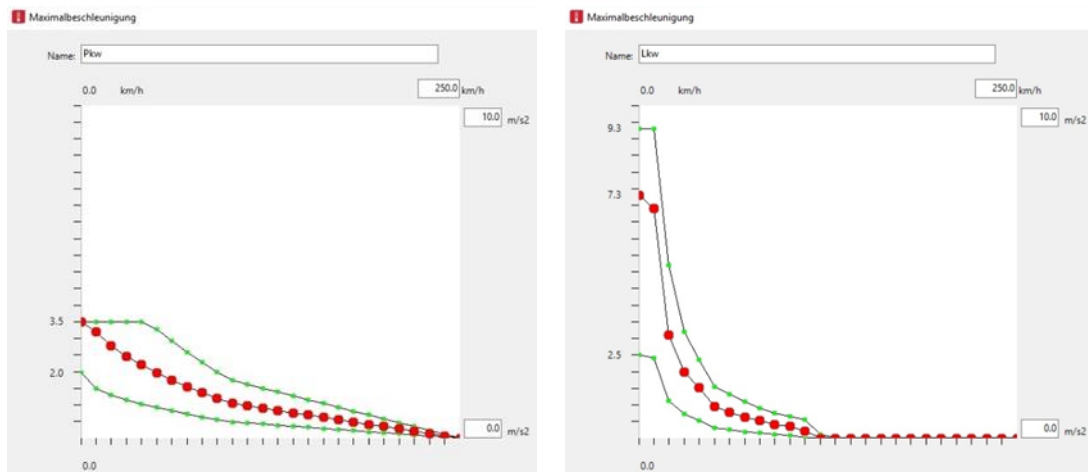 Maximalbeschleunigung
Name: Pkw
0.0 km/h 250.0 km/h
10.0 m/s2
3.5
2.0
0.0 m/s2
0.0
Maximalbeschleunigung
Name: Lkw
0.0 km/h 250.0 km/h
10.0 m/s2
9.3
7.3
2.5
0.0 m/s2
0.0